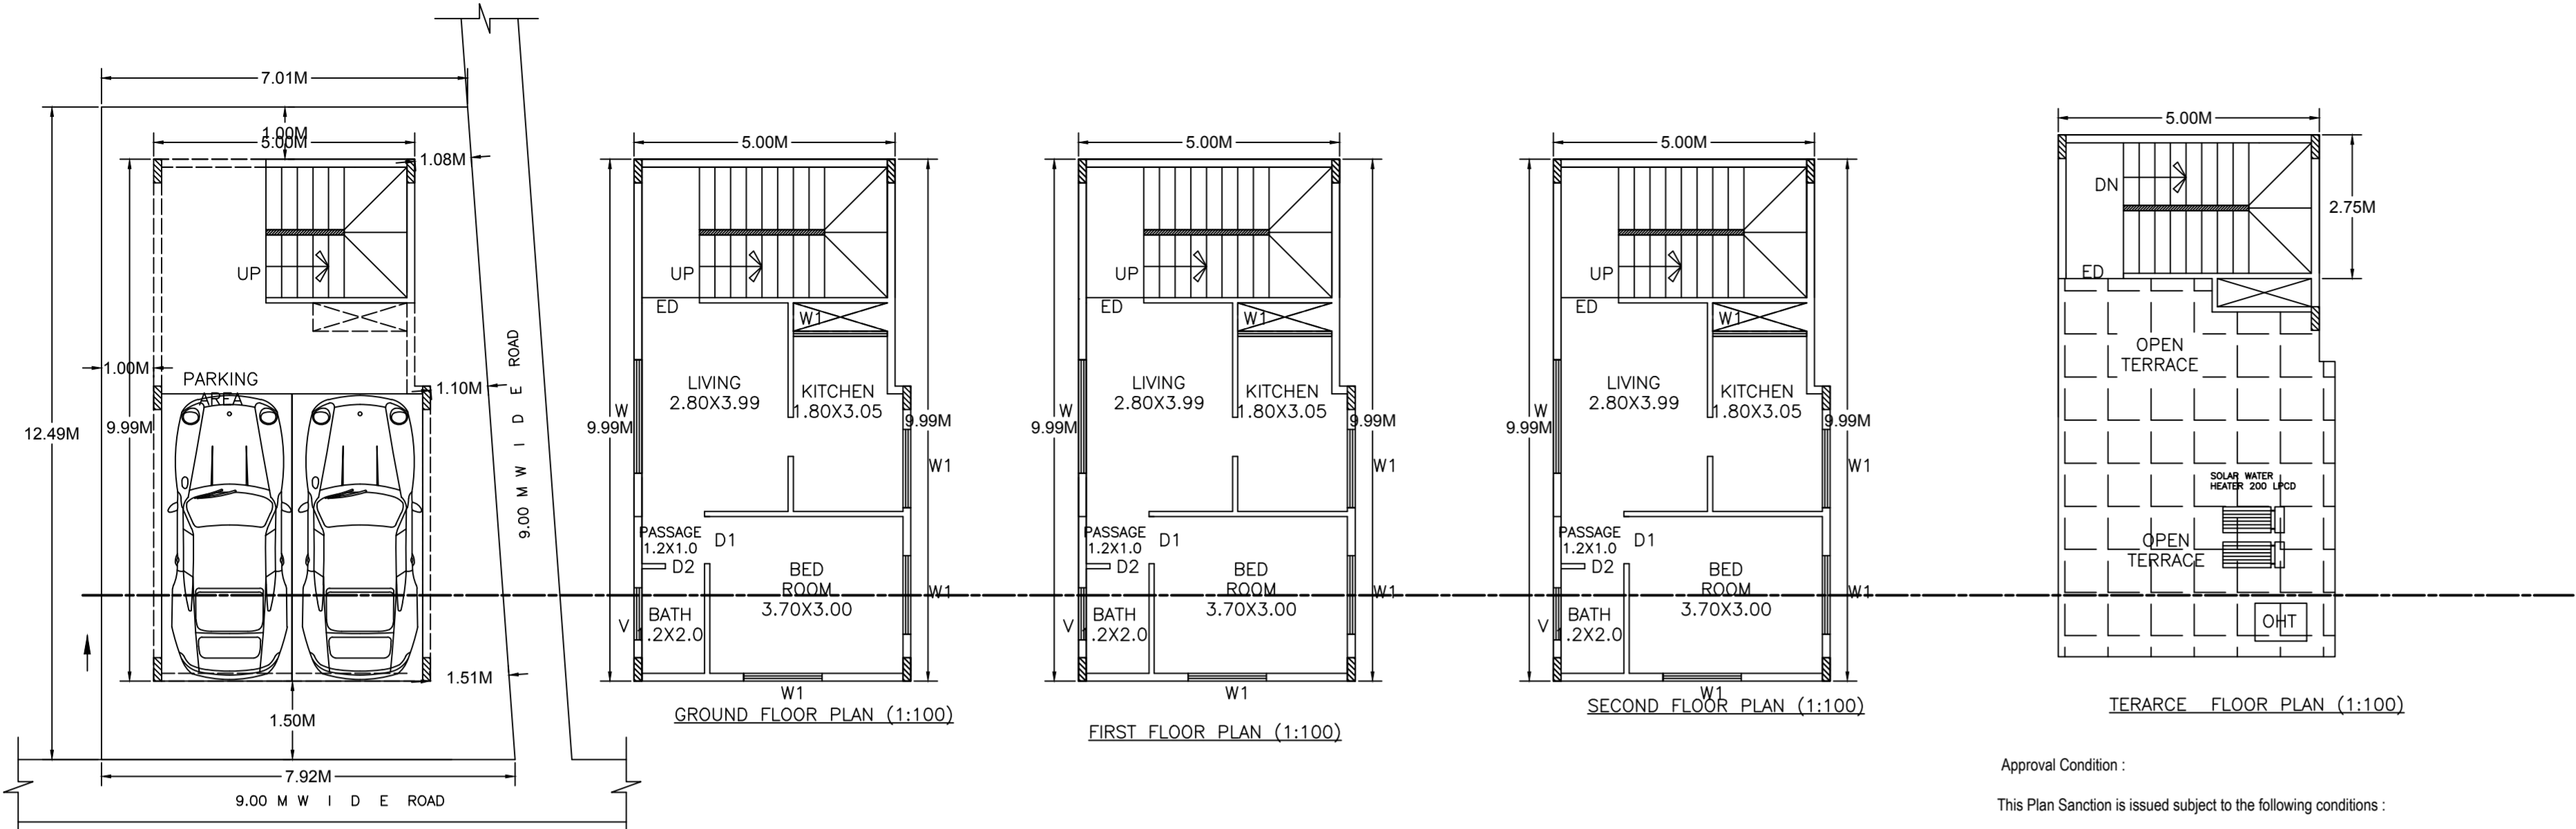 7.01M
1.00M
5.00M
1.08M
12.49M
9.99M
UP
1.00M
PARKING
AREA
1.10M
9.00 M W I D E ROAD
1.51M
1.50M
7.92M
9.00 M W I D E ROAD
5.00M
UP
ED
W1
LIVING
2.80X3.99
KITCHEN
1.80X3.05
W
9.99M
9.99M
W1
PASSAGE
1.2X1.0
D1
D2
BED
ROOM
3.70X3.00
W1
BATH
1.2X2.0
V
W1
GROUND FLOOR PLAN (1:100)
5.00M
UP
ED
W1
LIVING
2.80X3.99
KITCHEN
1.80X3.05
W
9.99M
9.99M
W1
PASSAGE
1.2X1.0
D1
D2
BED
ROOM
3.70X3.00
W1
BATH
1.2X2.0
V
W1
FIRST FLOOR PLAN (1:100)
5.00M
UP
ED
W1
LIVING
2.80X3.99
KITCHEN
1.80X3.05
W
9.99M
9.99M
W1
PASSAGE
1.2X1.0
D1
D2
BED
ROOM
3.70X3.00
W1
BATH
1.2X2.0
V
W1
SECOND FLOOR PLAN (1:100)
5.00M
DN
2.75M
ED
OPEN
TERRACE
SOLAR WATER
HEATER 200 LPCD
OPEN
TERRACE
OHT
TERARCE FLOOR PLAN (1:100)
Approval Condition :
This Plan Sanction is issued subject to the following conditions :